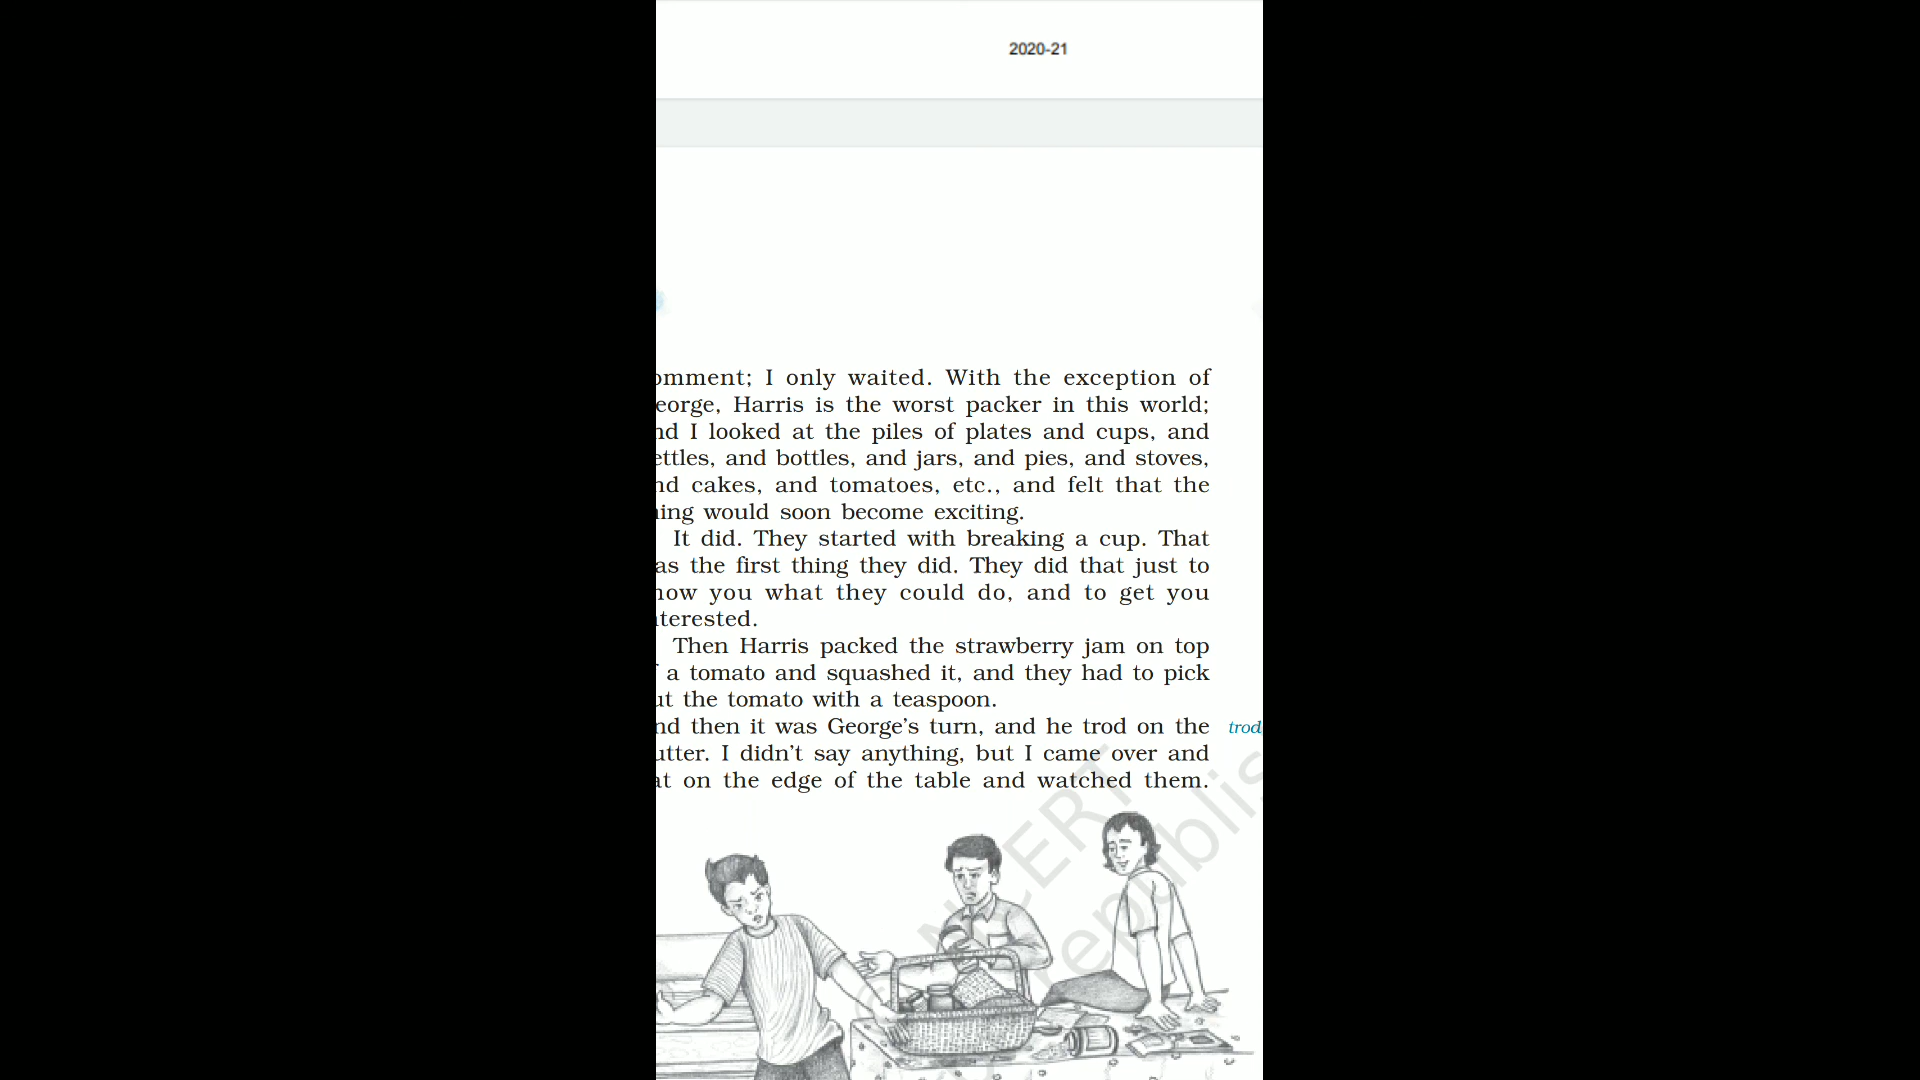 2020-21
omment; I only waited. With the exception of
eorge, Harris is the worst packer in this world;
nd I looked at the piles of plates and cups, and
ettles, and bottles, and jars, and pies, and stoves,
nd cakes, and tomatoes, etc., and felt that the
ing would soon become exciting.
It did. They started with breaking a cup. That
as the first thing they did. They did that just to
how you what they could do, and to get you
terested.
Then Harris packed the strawberry jam on top
a tomato and squashed it, and they had to pick
ut the tomato with a teaspoon.
nd then it was George's turn, and he trod on the
trod
utter. I didn't say anything, but I came over and
at on the edge of the table and watched them.
NCERT
republis